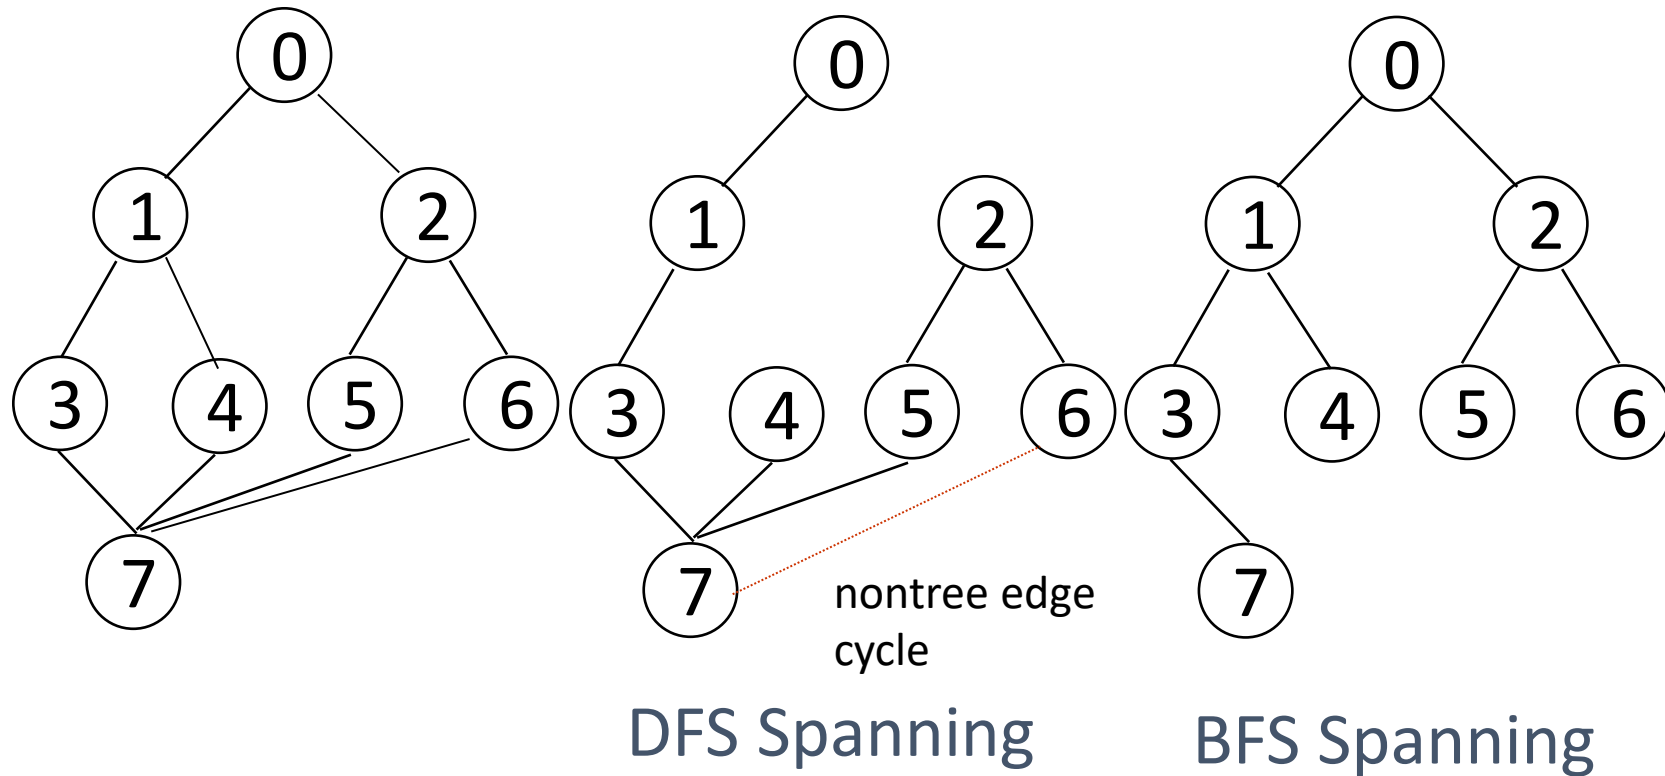 0 0 0
1 2 1 2 1 2
3 4 5 6 3 4 5 6 3 4 5 6
7 7 7
nontree edge
cycle
DFS Spanning BFS Spanning